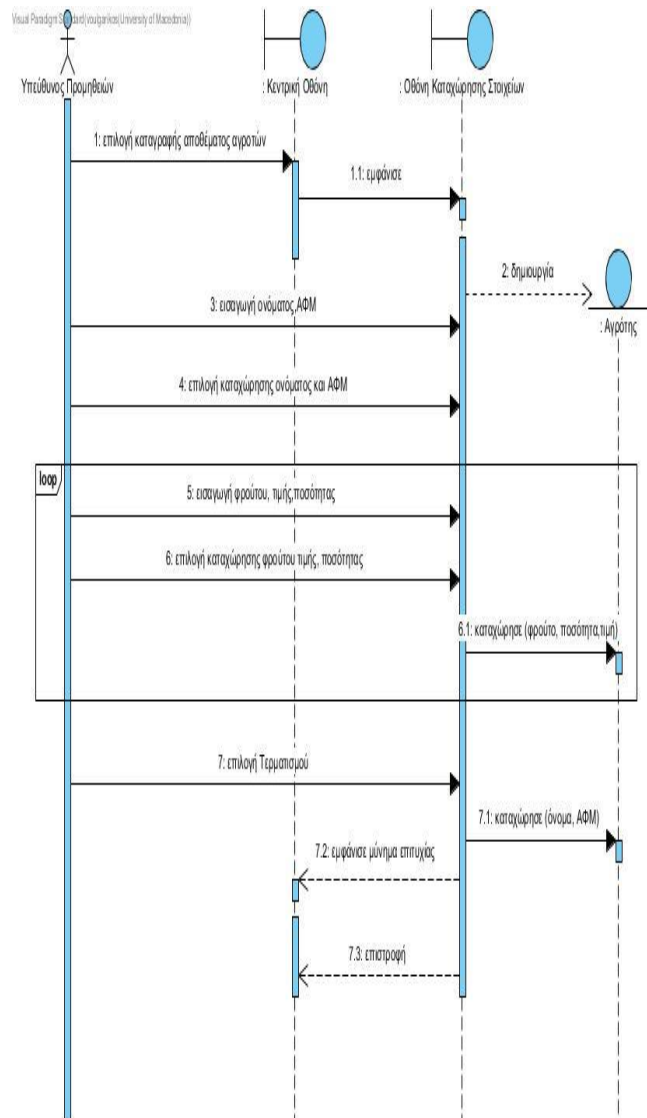 Visual Paradigm Standard(voulgarikos(University of Macedonia))
Υπεύθυνος Προμηθειών
: Κεντρική Οθόνη
: Οθόνη Καταχώρησης Στοιχείων
1: επιλογή καταγραφής αποθέματος αγροτών
1.1: εμφάνισε
2: δημιουργία
: Αγρότης
3: εισαγωγή ονόματος,ΑΦΜ
4: επιλογή καταχώρησης ονόματος και ΑΦΜ
loop
5: εισαγωγή φρούτου, τιμής,ποσότητας
6: επιλογή καταχώρησης φρούτου τιμής, ποσότητας
6.1: καταχώρησε (φρούτο, ποσότητα,τιμή)
7: επιλογή Τερματισμού
7.1: καταχώρησε (όνομα, ΑΦΜ)
7.2: εμφάνισε μύνημα επιτυχίας
7.3: επιστροφή